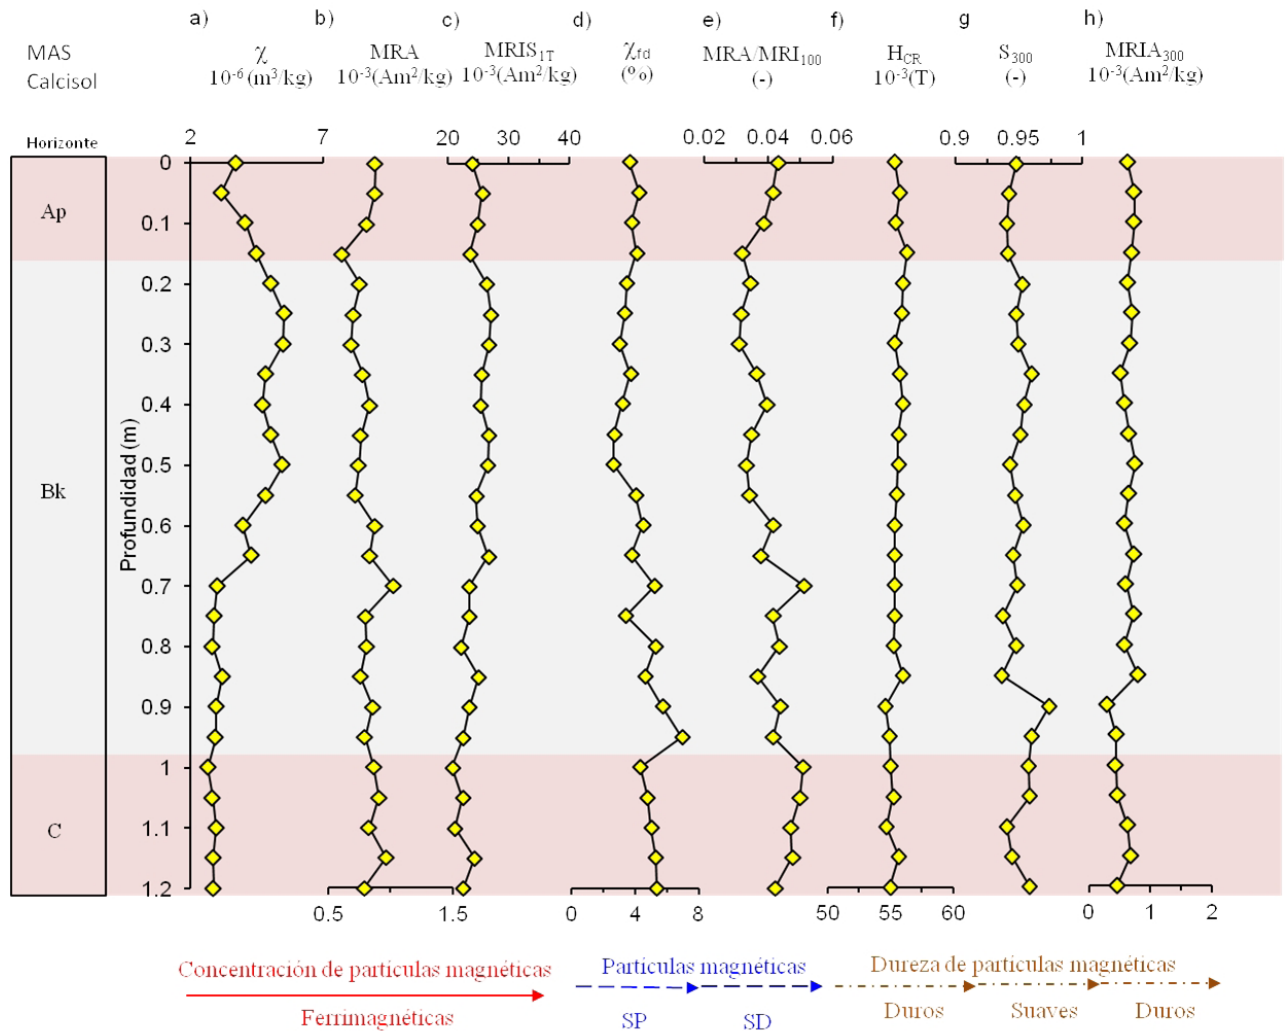 a) b) c) d) e) f) g h)
MAS Calcisol
χ
10⁻⁶ (m³/kg)
MRA
10⁻³(Am²/kg)
MRIS₁T
10⁻³(Am²/kg)
χfd
(%)
MRA/MRI₁₀₀
(-)
HCR
10⁻³(T)
S₃₀₀
(-)
MRIA₃₀₀
10⁻³(Am²/kg)
Horizonte
2 7 20 30 40 0.02 0.04 0.06 0.9 0.95 1
Ap
Bk
C
Profundidad (m)
0
0.1
0.2
0.3
0.4
0.5
0.6
0.7
0.8
0.9
1
1.1
1.2
0.5 1.5 0 4 8 50 55 60 0 1 2
Concentración de partículas magnéticas
Ferrimagnéticas
Partículas magnéticas
SP SD
Dureza de partículas magnéticas
Duros Suaves Duros